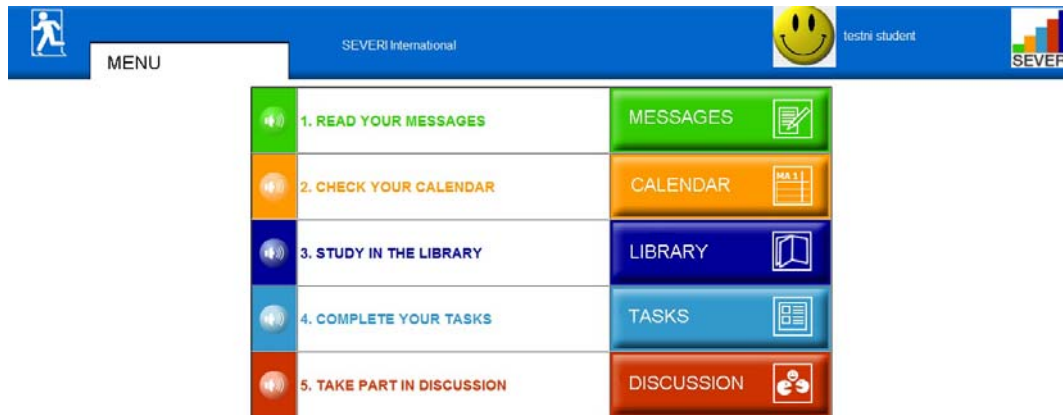 MENU
SEVERI International
testni student
SEVER
1. READ YOUR MESSAGES
MESSAGES
2. CHECK YOUR CALENDAR
CALENDAR
MA 1
3. STUDY IN THE LIBRARY
LIBRARY
4. COMPLETE YOUR TASKS
TASKS
5. TAKE PART IN DISCUSSION
DISCUSSION